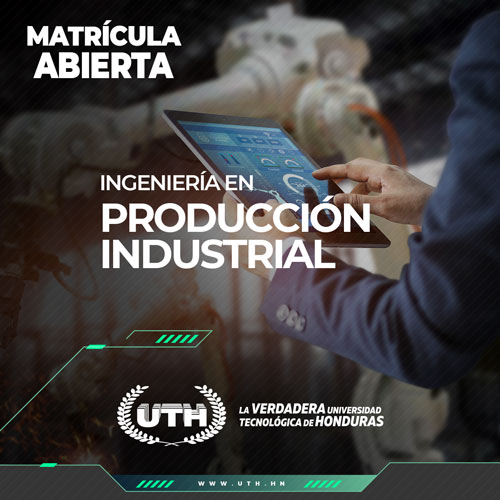 MATRÍCULA
ABIERTA
INGENIERÍA EN
PRODUCCIÓN
INDUSTRIAL
UTH
LA VERDADERA UNIVERSIDAD
TECNOLÓGICA DE HONDURAS
WWW.UTH.HN